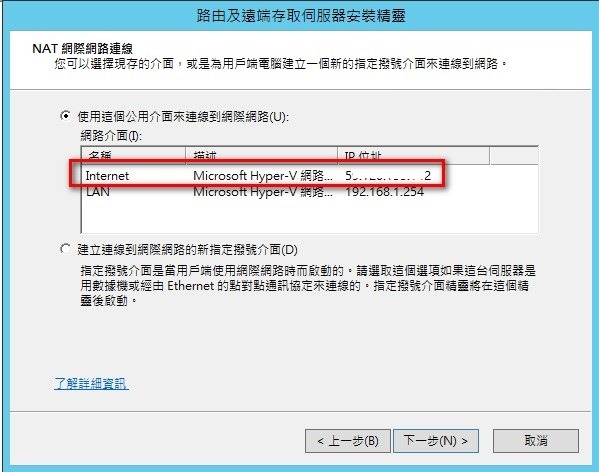 路由及遠端存取伺服器安裝精靈
NAT 網際網路連線
您可以選擇現存的介面，或是為用戶端電腦建立一個新的指定撥號介面來連線到網路。
使用這個公用介面來連線到網際網路(U):
網路介面(I):
名稱 描述 IP 位址
Internet Microsoft Hyper-V 網路...
LAN Microsoft Hyper-V 網路... 192.168.1.254
建立連線到網際網路的新指定撥號介面(D)
指定撥號介面是當用戶端使用網際網路時而啟動的。請選取這個選項如果這台伺服器是
用數據機或經由 Ethernet 的點對點通訊協定來連線的。指定撥號介面精靈將在這個精
靈後啟動。
了解詳細資訊
< 上一步(B) 下一步(N) > 取消